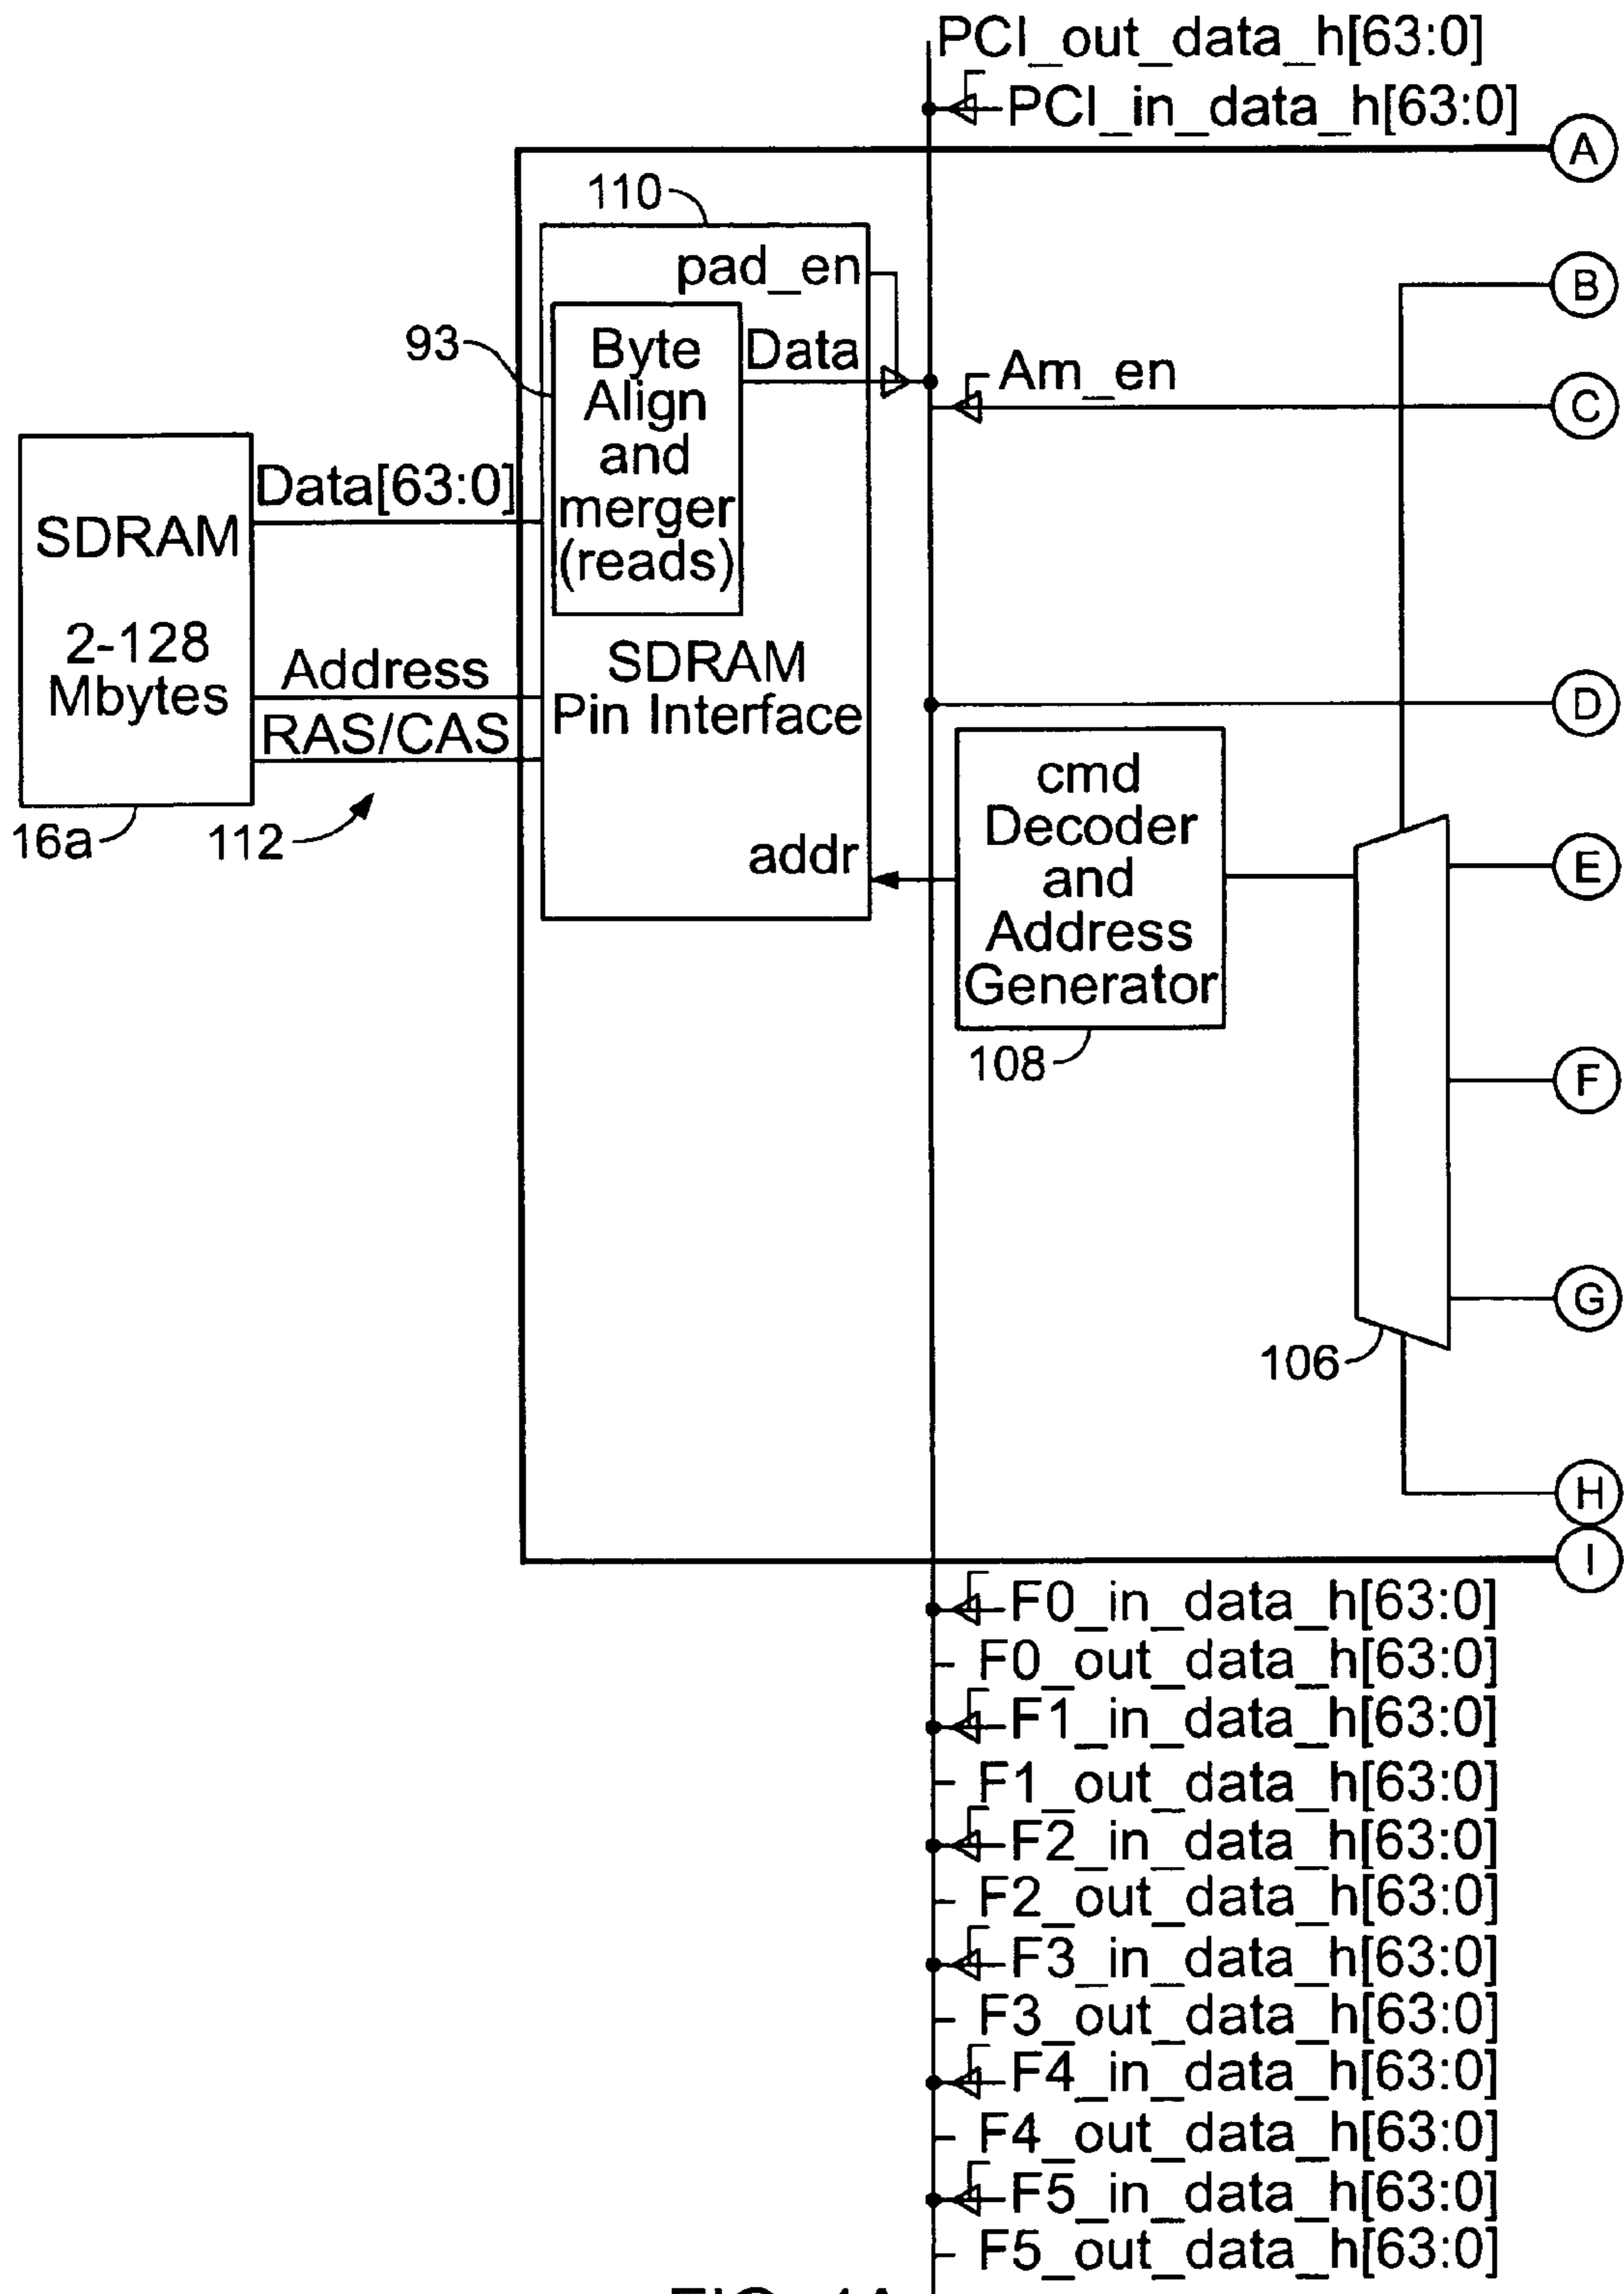 PCI_out_data_h[63:0]
PCI_in_data_h[63:0]
A
110
pad_en
B
93
Byte
Align
and
merger
(reads)
Data
Am_en
C
Data[63:0]
SDRAM
2-128
Mbytes
Address
RAS/CAS
SDRAM
Pin Interface
D
16a
112
addr
cmd
Decoder
and
Address
Generator
108
E
F
G
106
H
I
F0_in_data_h[63:0]
F0_out_data_h[63:0]
F1_in_data_h[63:0]
F1_out_data_h[63:0]
F2_in_data_h[63:0]
F2_out_data_h[63:0]
F3_in_data_h[63:0]
F3_out_data_h[63:0]
F4_in_data_h[63:0]
F4_out_data_h[63:0]
F5_in_data_h[63:0]
F5_out_data_h[63:0]